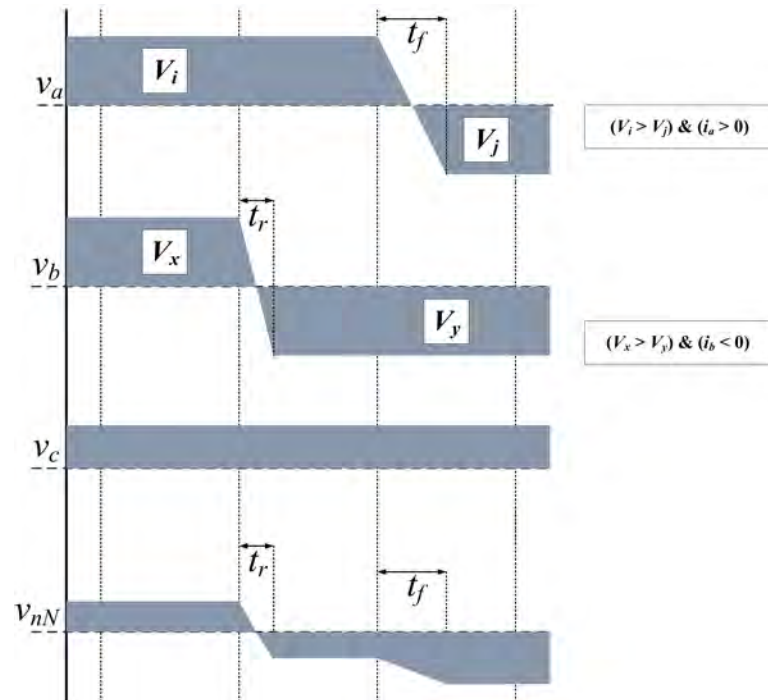 t_f
V_i
v_a
V_j
(V_i > V_j) & (i_a > 0)
t_r
V_x
v_b
V_y
(V_x > V_y) & (i_b < 0)
v_c
t_r
t_f
v_nN